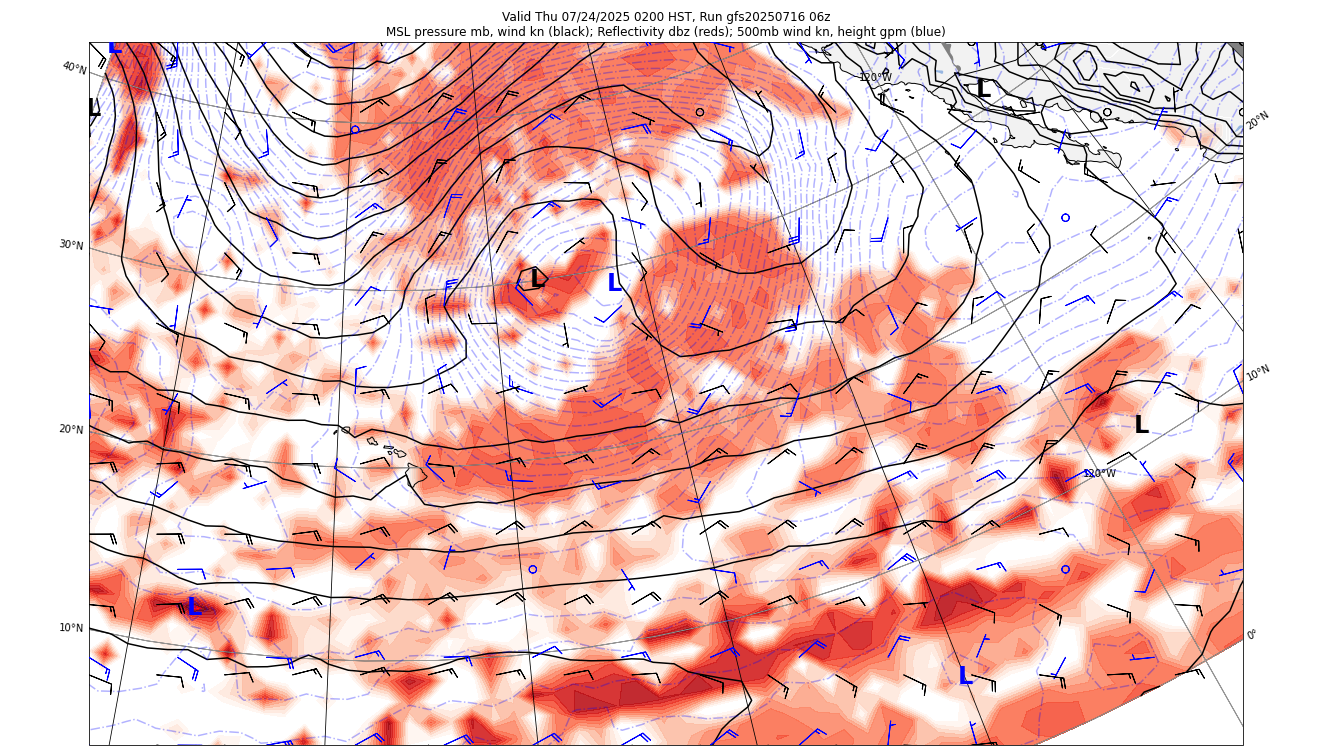 Valid Thu 07/24/2025 0200 HST, Run gfs20250716 06z
MSL pressure mb, wind kn (black); Reflectivity dbz (reds); 500mb wind kn, height gpm (blue)
L
40°N
120°W
L
L
20°N
30°N
L
L
10°N
20°N
L
120°W
L
10°N
0°
L